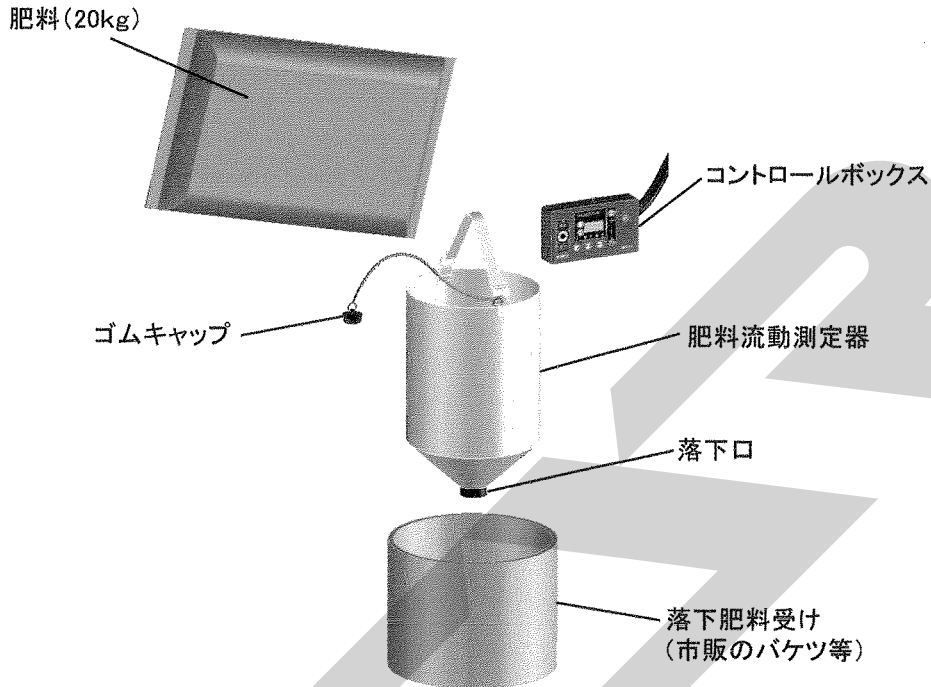 肥料(20kg)
コントロールボックス
ゴムキャップ
肥料流動測定器
落下口
落下肥料受け
(市販のバケツ等)